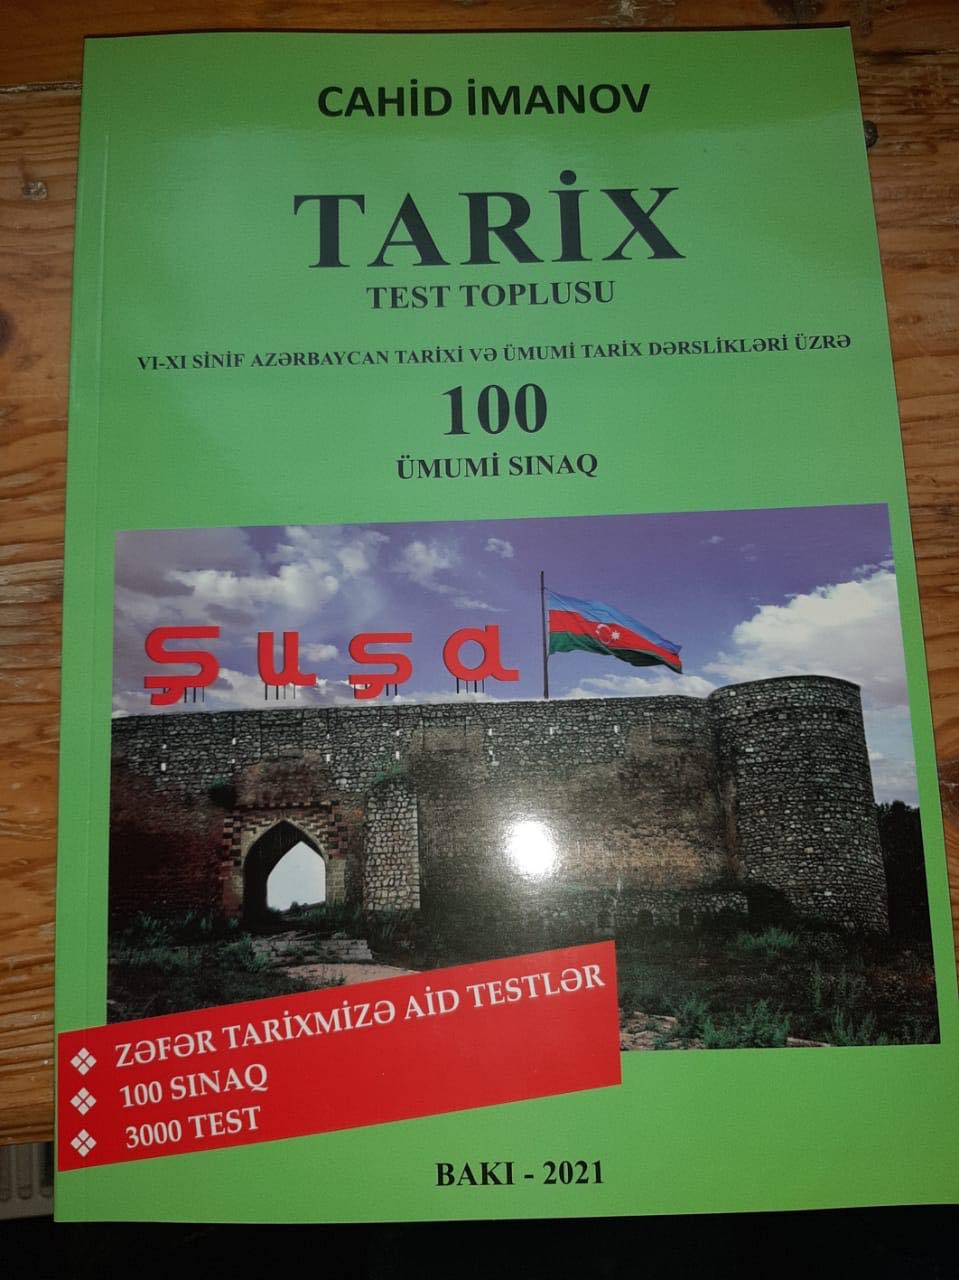 CAHİD İMANOV
TARİX
TEST TOPLUSU
VI-XI SİNİF AZƏRBAYCAN TARİXİ VƏ ÜMUMİ TARİX DƏRSLİKLƏRİ ÜZRƏ
100
ÜMUMİ SINAQ
Şuşa
❖ ZƏFƏR TARİXMİZƏ AİD TESTLƏR
❖ 100 SINAQ
❖ 3000 TEST
BAKI - 2021